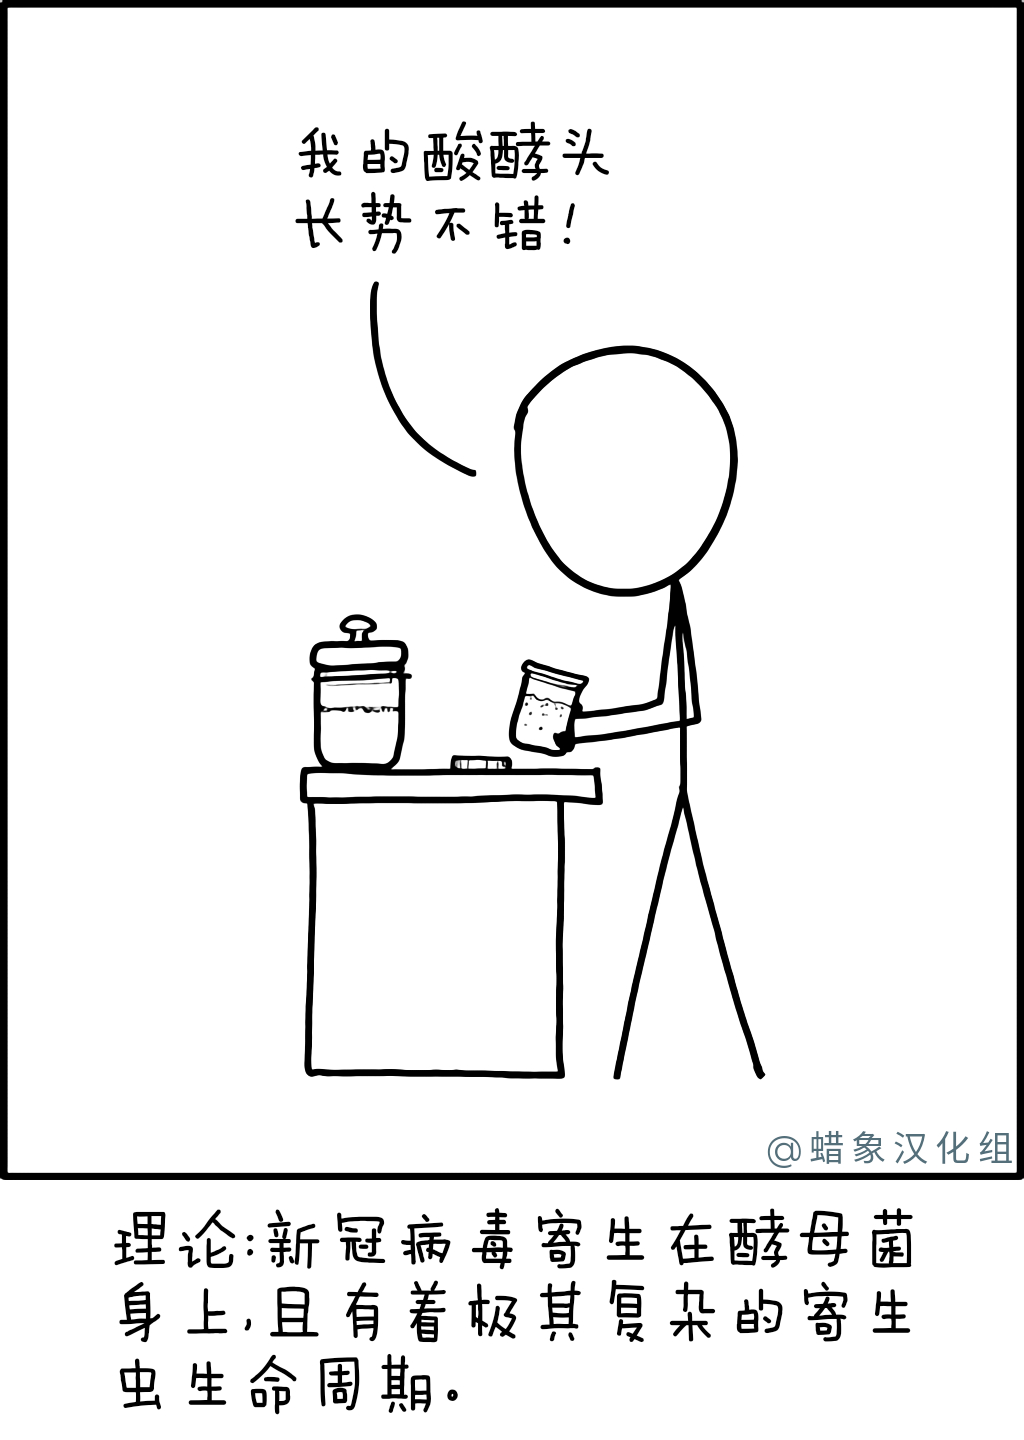 我的酸酵头
长势不错!
@蜡象汉化组
理论:新冠病毒寄生在酵母菌
身上,且有着极其复杂的寄生
虫生命周期。